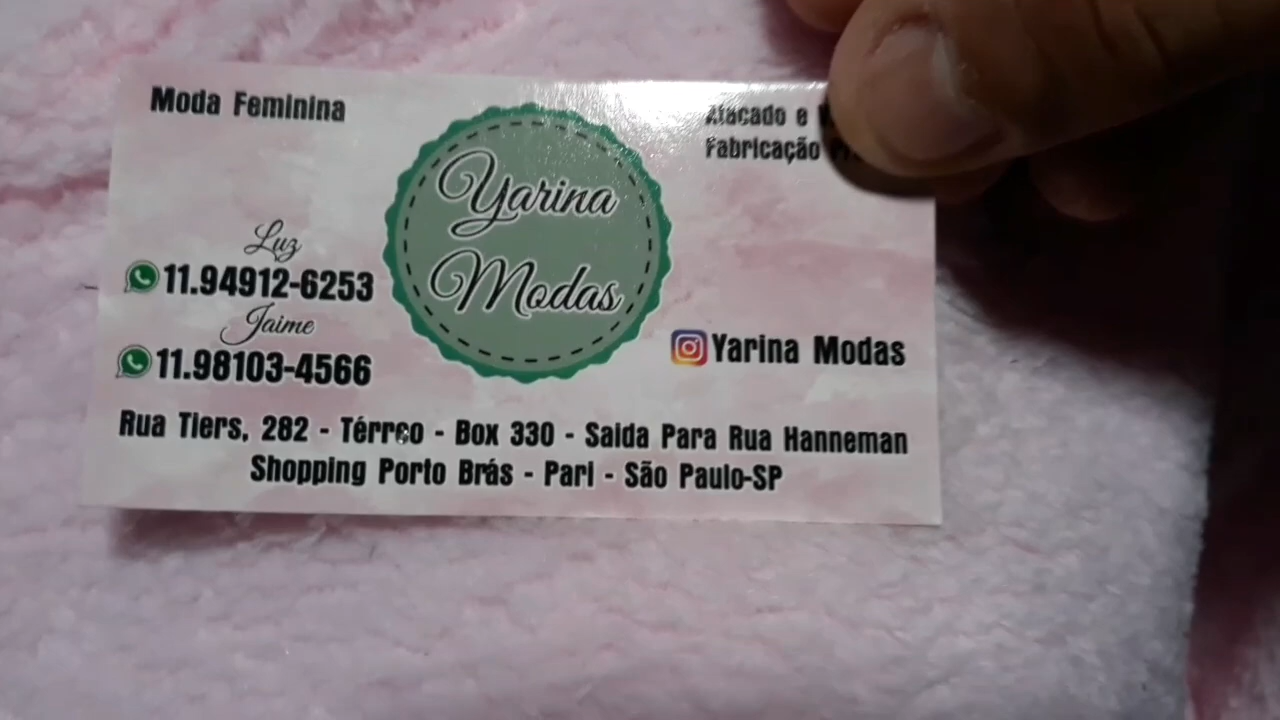 Moda Feminina
Atacado e
Fabricação
Yarina
Modas
Luz
11.94912-6253
Jaime
11.98103-4566
Yarina Modas
Rua Tiers, 282 - Térreo - Box 330 - Saida Para Rua Hanneman
Shopping Porto Brás - Pari - São Paulo-SP